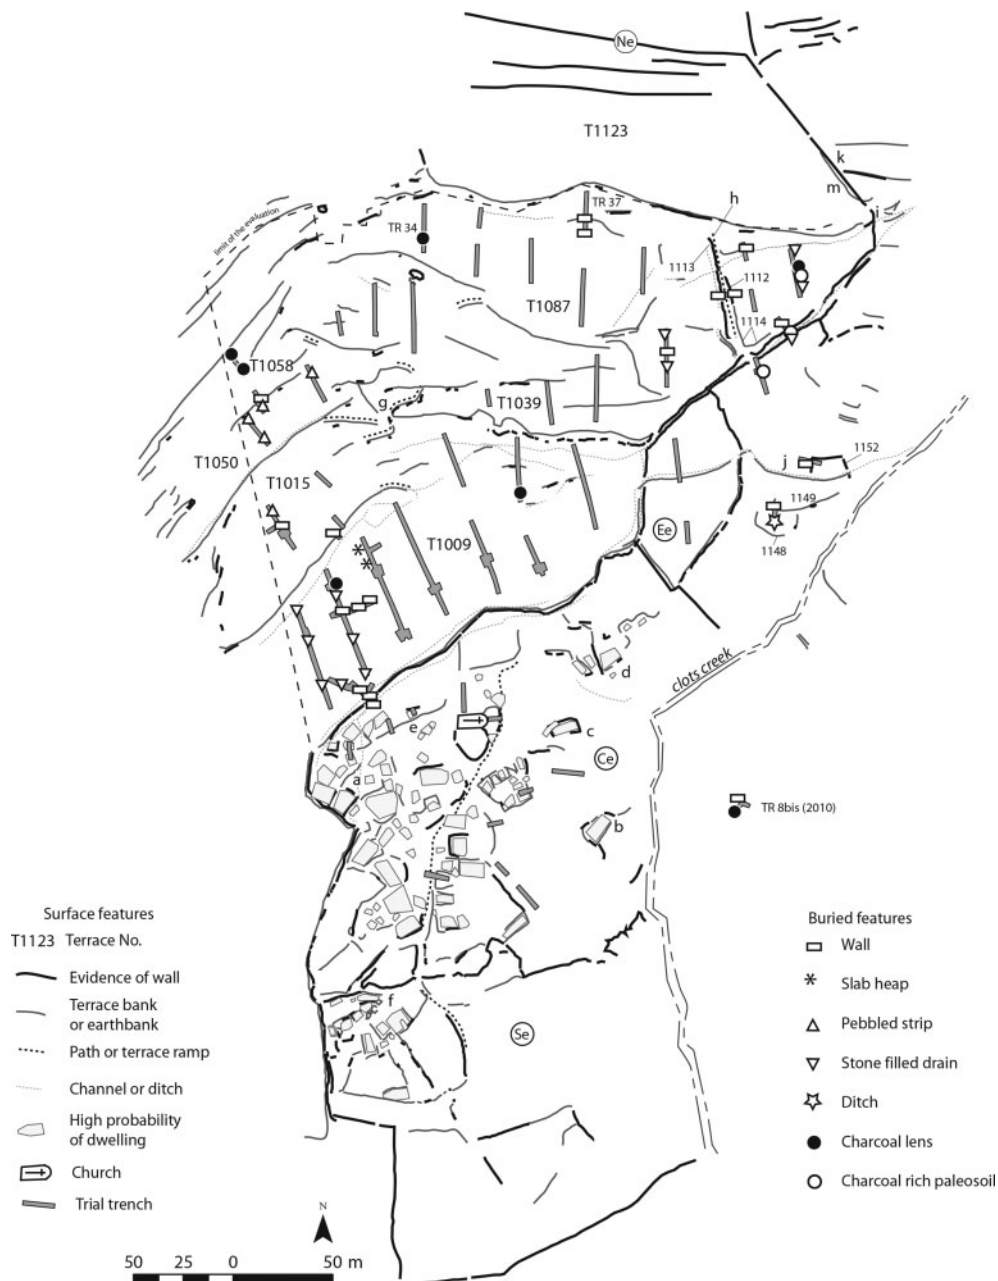 Ne
T1123
k
m
h
i
limit of the evaluation
TR 34
TR 37
1113
1112
T1087
1114
T1058
g
T1039
T1050
T1015
j
1152
1149
1148
T1009
Ee
clots creek
d
e
c
Ce
a
b
TR 8bis (2010)
f
Se
Surface features
T1123 Terrace No.
Evidence of wall
Terrace bank
or earthbank
Path or terrace ramp
Channel or ditch
High probability
of dwelling
Church
Trial trench
Buried features
Wall
Slab heap
Pebbled strip
Stone filled drain
Ditch
Charcoal lens
Charcoal rich paleosoil
N
50 25 0 50 m